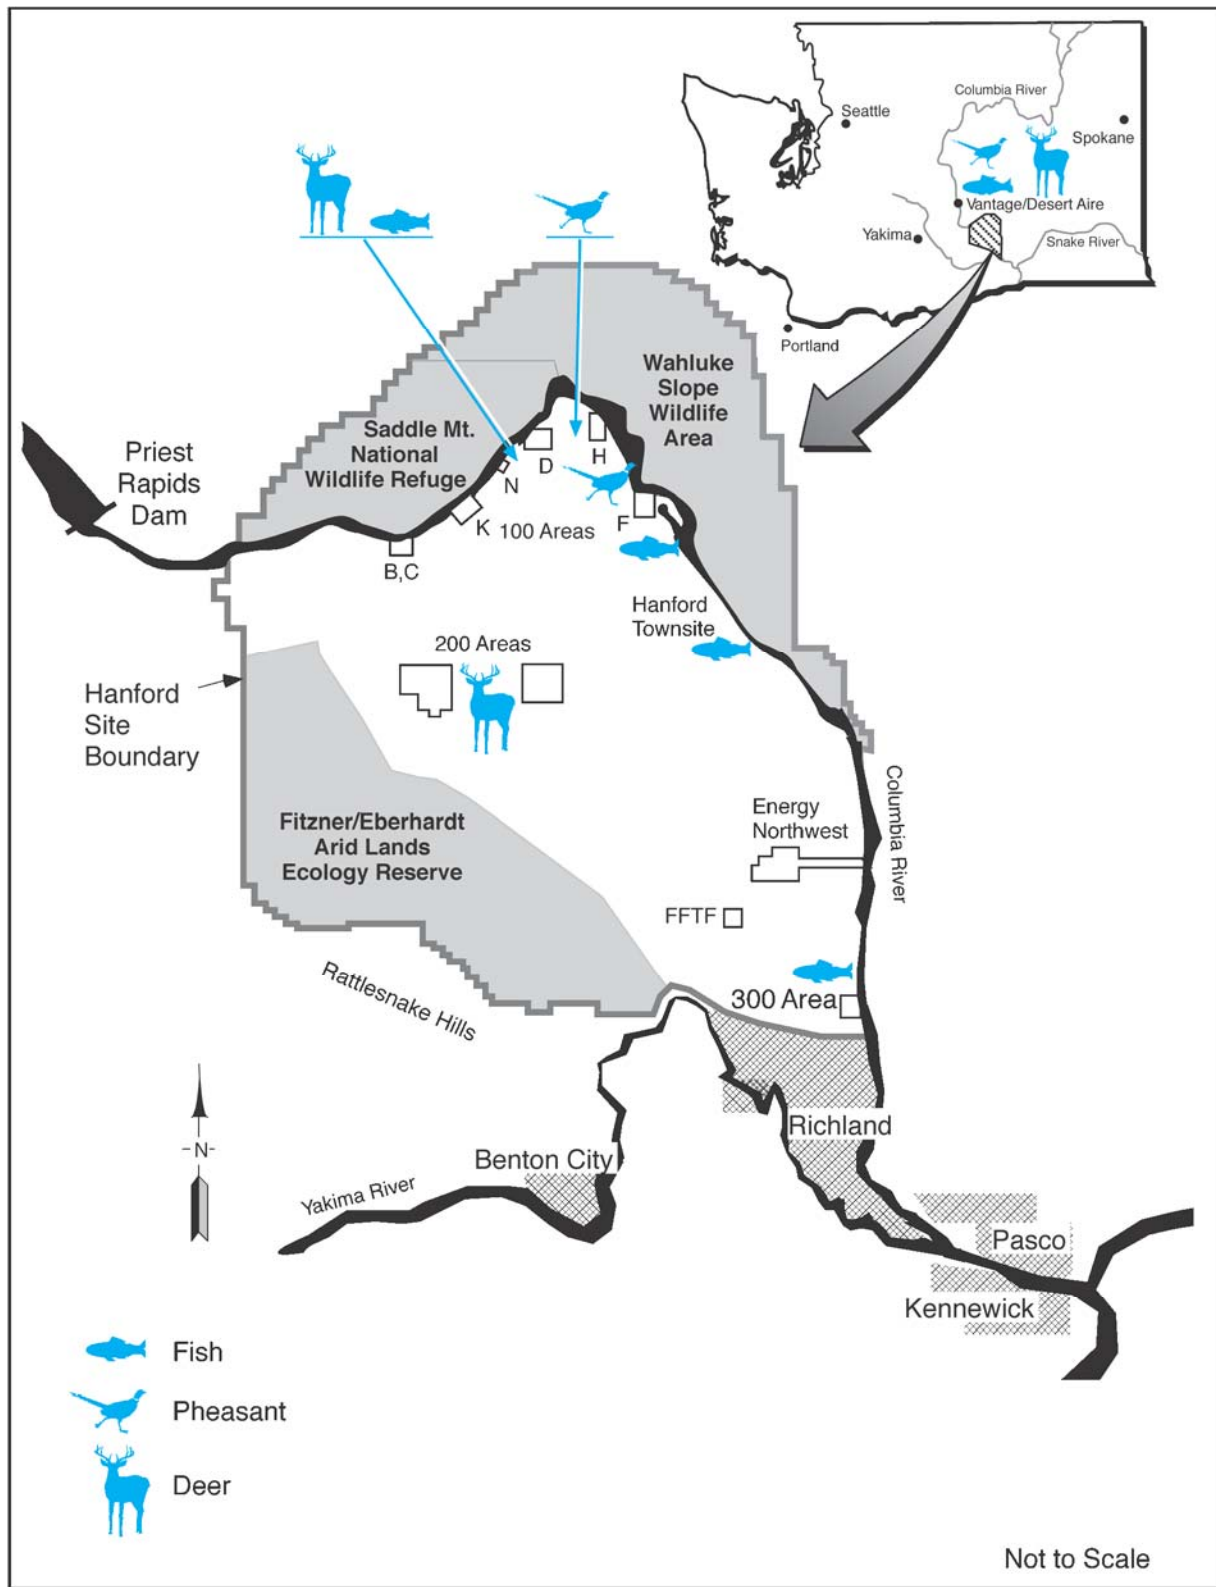 Columbia River
Seattle
Spokane
Vantage/Desert Aire
Yakima
Snake River
Portland
Wahluke
Slope
Wildlife
Area
Saddle Mt.
National
Wildlife Refuge
Priest
Rapids
Dam
D
H
N
K
F
100 Areas
B,C
Hanford
Townsite
200 Areas
Hanford
Site
Boundary
Columbia River
Energy
Northwest
Fitzner/Eberhardt
Arid Lands
Ecology Reserve
FFTF
Rattlesnake Hills
300 Area
-N-
Richland
Benton City
Yakima River
Pasco
Kennewick
Fish
Pheasant
Deer
Not to Scale